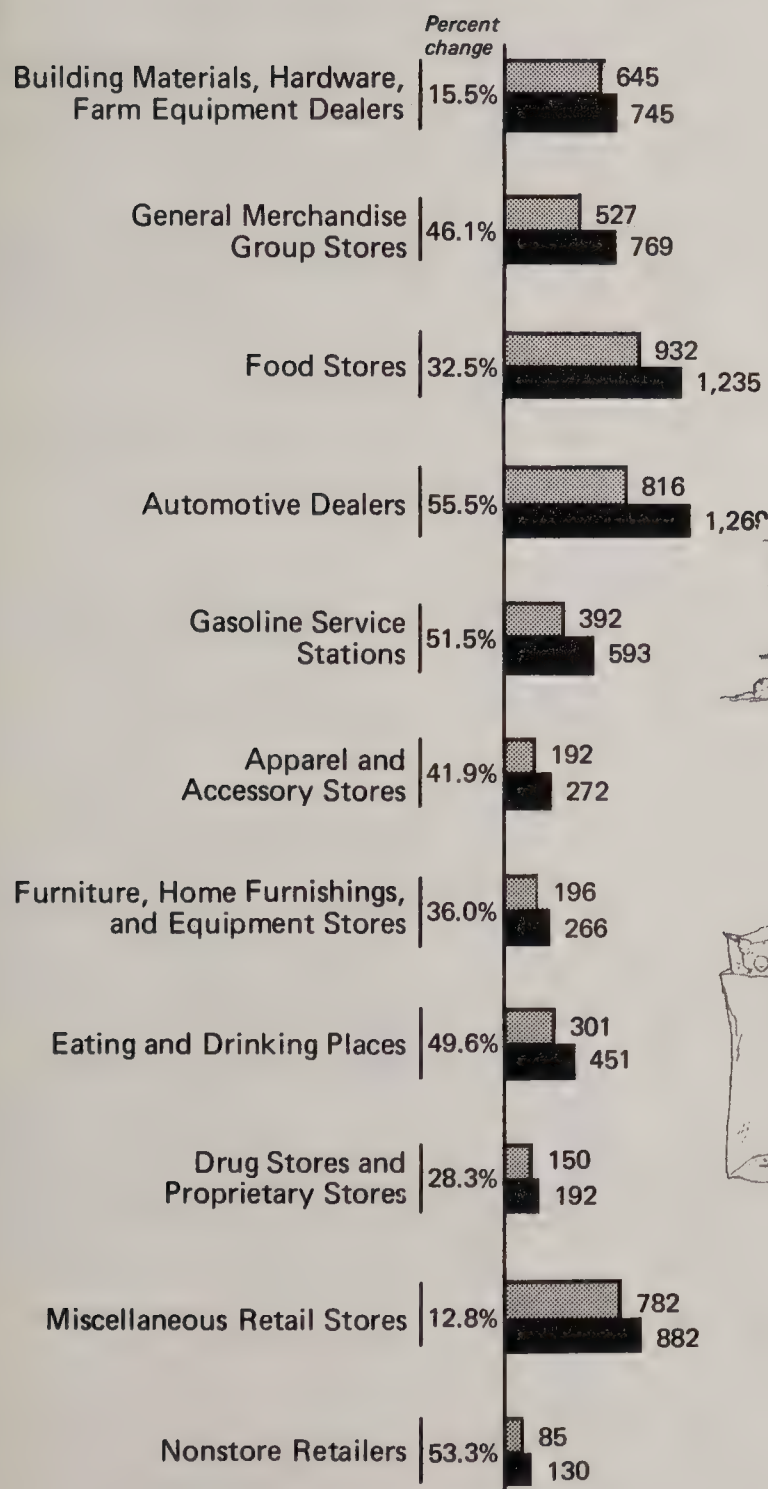 Percent
change
Building Materials, Hardware,
Farm Equipment Dealers
15.5%
645
745
General Merchandise
Group Stores
46.1%
527
769
Food Stores
32.5%
932
1,235
Automotive Dealers
55.5%
816
Gasoline Service
Stations
51.5%
392
593
Apparel and
Accessory Stores
41.9%
192
272
Furniture, Home Furnishings,
and Equipment Stores
36.0%
196
266
Eating and Drinking Places
49.6%
301
451
Drug Stores and
Proprietary Stores
28.3%
150
192
Miscellaneous Retail Stores
12.8%
782
882
Nonstore Retailers
53.3%
85
130